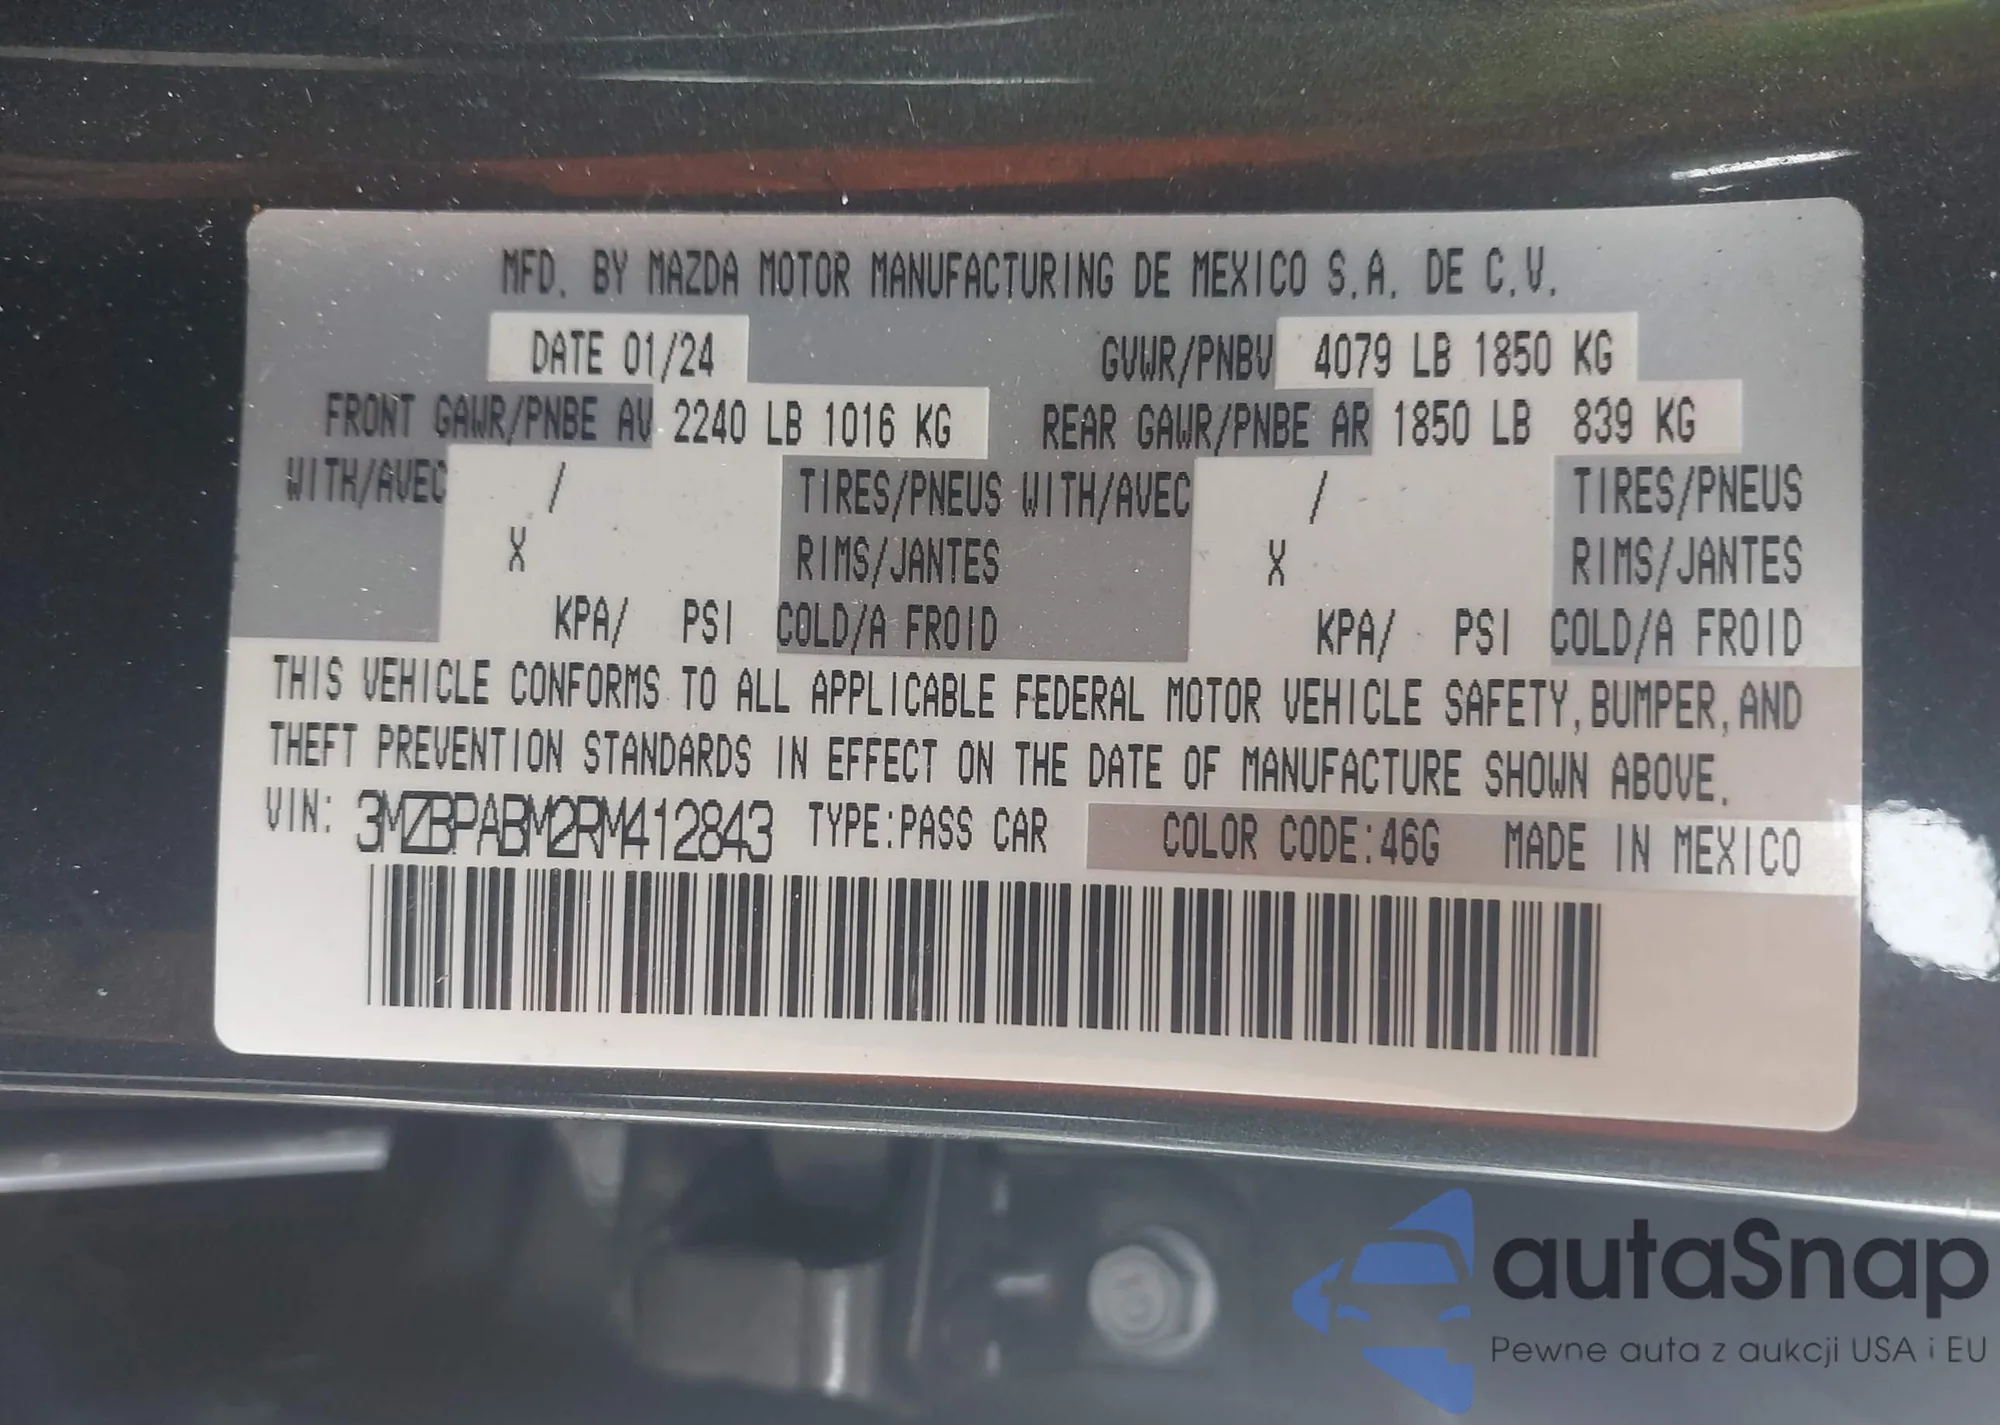 MFD. BY MAZDA MOTOR MANUFACTURING DE MEXICO S.A. DE C.V.
DATE 01/24 GVWR/PNBV 4079 LB 1850 KG
FRONT GAWR/PNBE AV 2240 LB 1016 KG REAR GAWR/PNBE AR 1850 LB 839 KG
WITH/AVEC / TIRES/PNEUS WITH/AVEC / TIRES/PNEUS
X RIMS/JANTES X RIMS/JANTES
KPA/ PSI COLD/A FROID KPA/ PSI COLD/A FROID
THIS VEHICLE CONFORMS TO ALL APPLICABLE FEDERAL MOTOR VEHICLE SAFETY, BUMPER, AND
THEFT PREVENTION STANDARDS IN EFFECT ON THE DATE OF MANUFACTURE SHOWN ABOVE.
VIN: 3MZBPABM2RM412843 TYPE:PASS CAR COLOR CODE:46G MADE IN MEXICO
autaSnap
Pewne auta z aukcji USA i EU